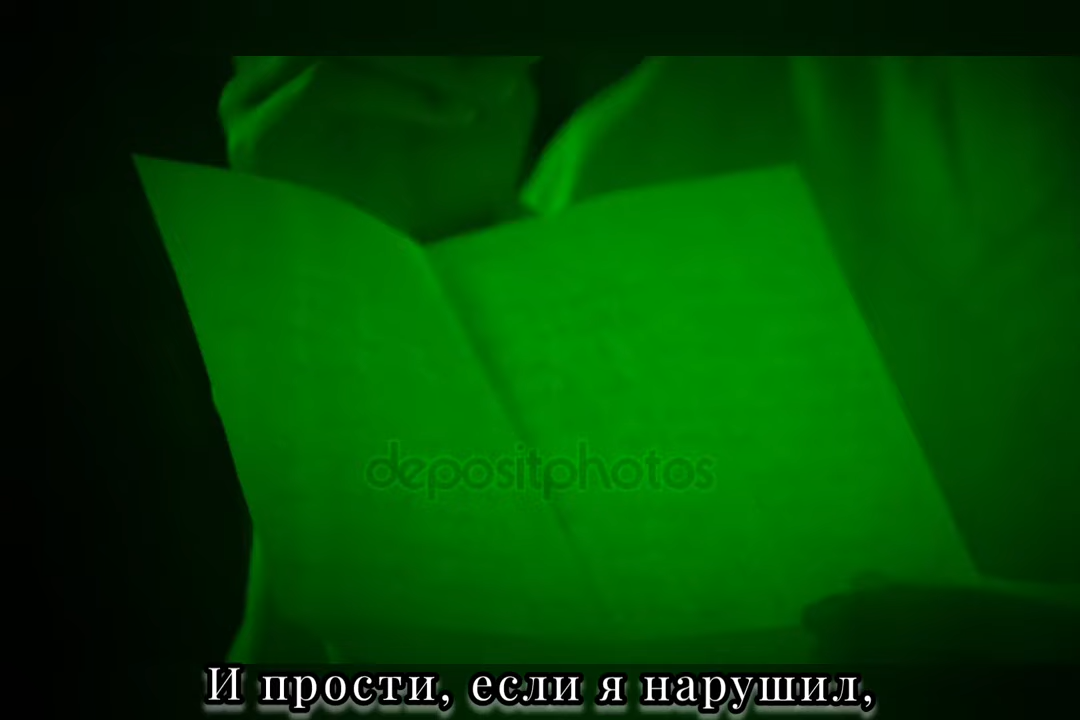 depositphotos
И прости, если я нарушил,